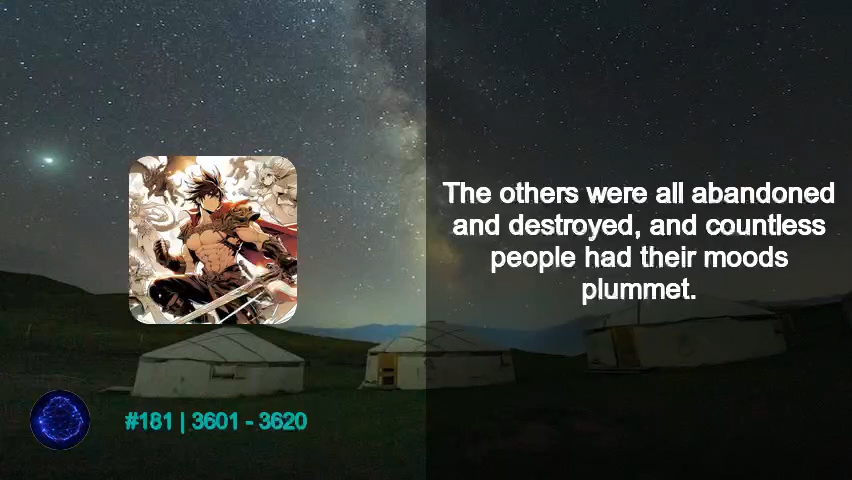 The others were all abandoned
and destroyed, and countless
people had their moods
plummet.
#181 | 3601 - 3620